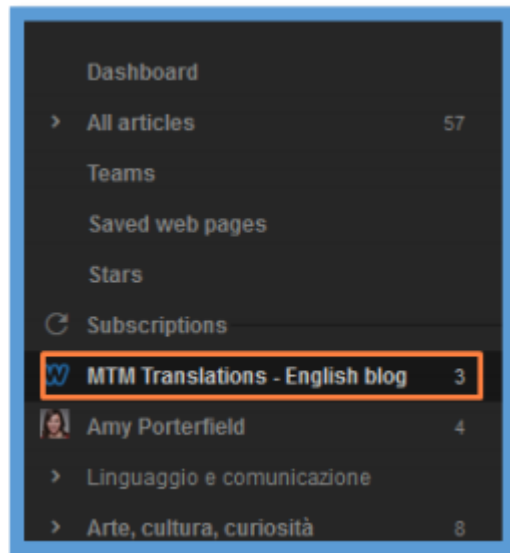 Dashboard
All articles 57
Teams
Saved web pages
Stars
Subscriptions
MTM Translations - English blog 3
Amy Porterfield 4
Linguaggio e comunicazione
Arte, cultura, curiosità 8